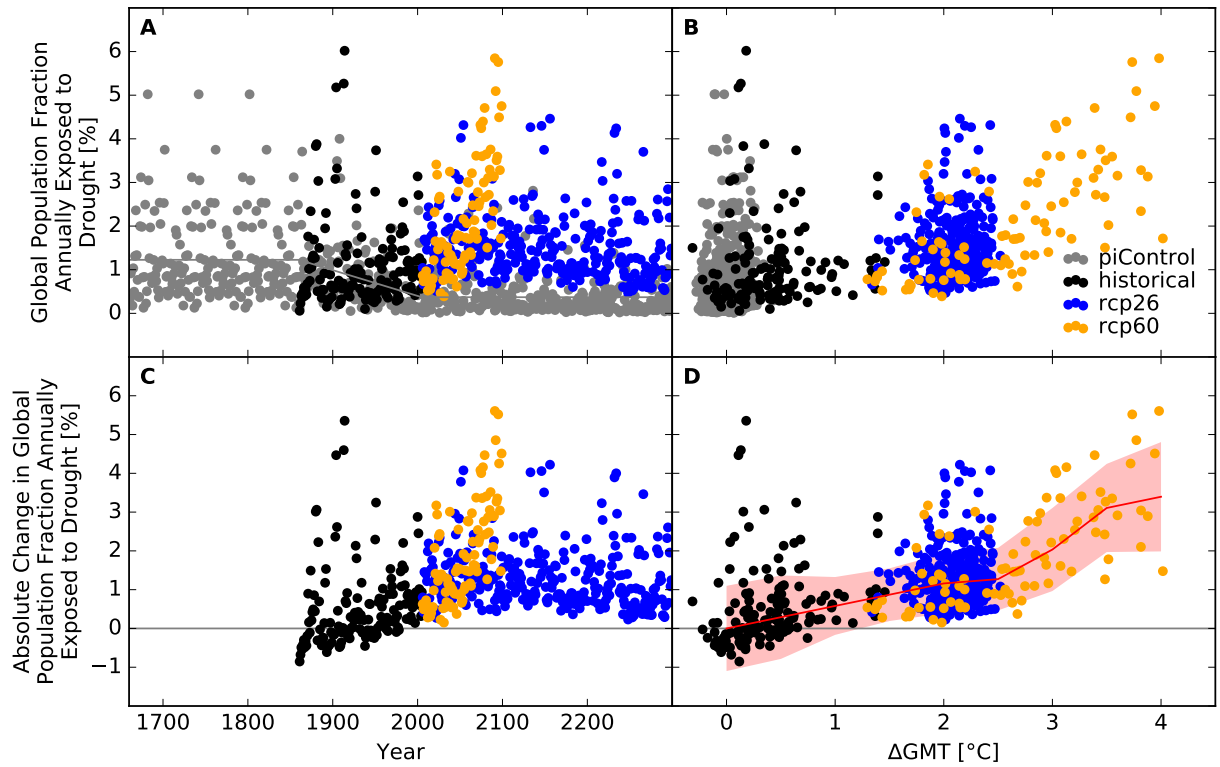 A
B
Global Population Fraction
Annually Exposed to
Drought [%]
6
5
4
3
2
1
0
piControl
historical
rcp26
rcp60
C
D
Absolute Change in Global
Population Fraction Annually
Exposed to Drought [%]
6
5
4
3
2
1
0
−1
1700 1800 1900 2000 2100 2200
0 1 2 3 4
Year
ΔGMT [°C]